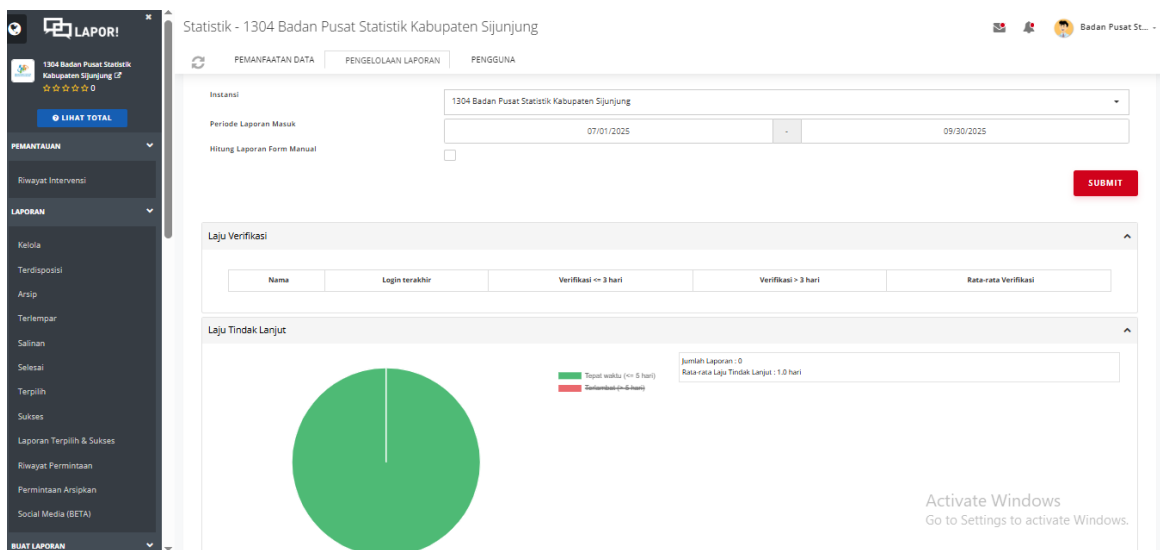 LAPOR!
1304 Badan Pusat Statistik
Kabupaten Sijunjung
0
LIHAT TOTAL
PEMANTAUAN
Riwayat Intervensi
LAPORAN
Kelola
Terdisposisi
Arsip
Terlempar
Salinan
Selesai
Terpilih
Sukses
Laporan Terpilih & Sukses
Riwayat Permintaan
Permintaan Arsipkan
Social Media (BETA)
BUAT LAPORAN
Statistik - 1304 Badan Pusat Statistik Kabupaten Sijunjung
Badan Pusat St... -
PEMANFAATAN DATA PENGELOLAAN LAPORAN PENGGUNA
Instansi
1304 Badan Pusat Statistik Kabupaten Sijunjung
Periode Laporan Masuk
07/01/2025 - 09/30/2025
Hitung Laporan Form Manual
SUBMIT
Laju Verifikasi
Nama Login terakhir Verifikasi <= 3 hari Verifikasi > 3 hari Rata-rata Verifikasi
Laju Tindak Lanjut
Tepat waktu (<= 5 hari)
Terlambat (> 5 hari)
Jumlah Laporan : 0
Rata-rata Laju Tindak Lanjut : 1.0 hari
Activate Windows
Go to Settings to activate Windows.